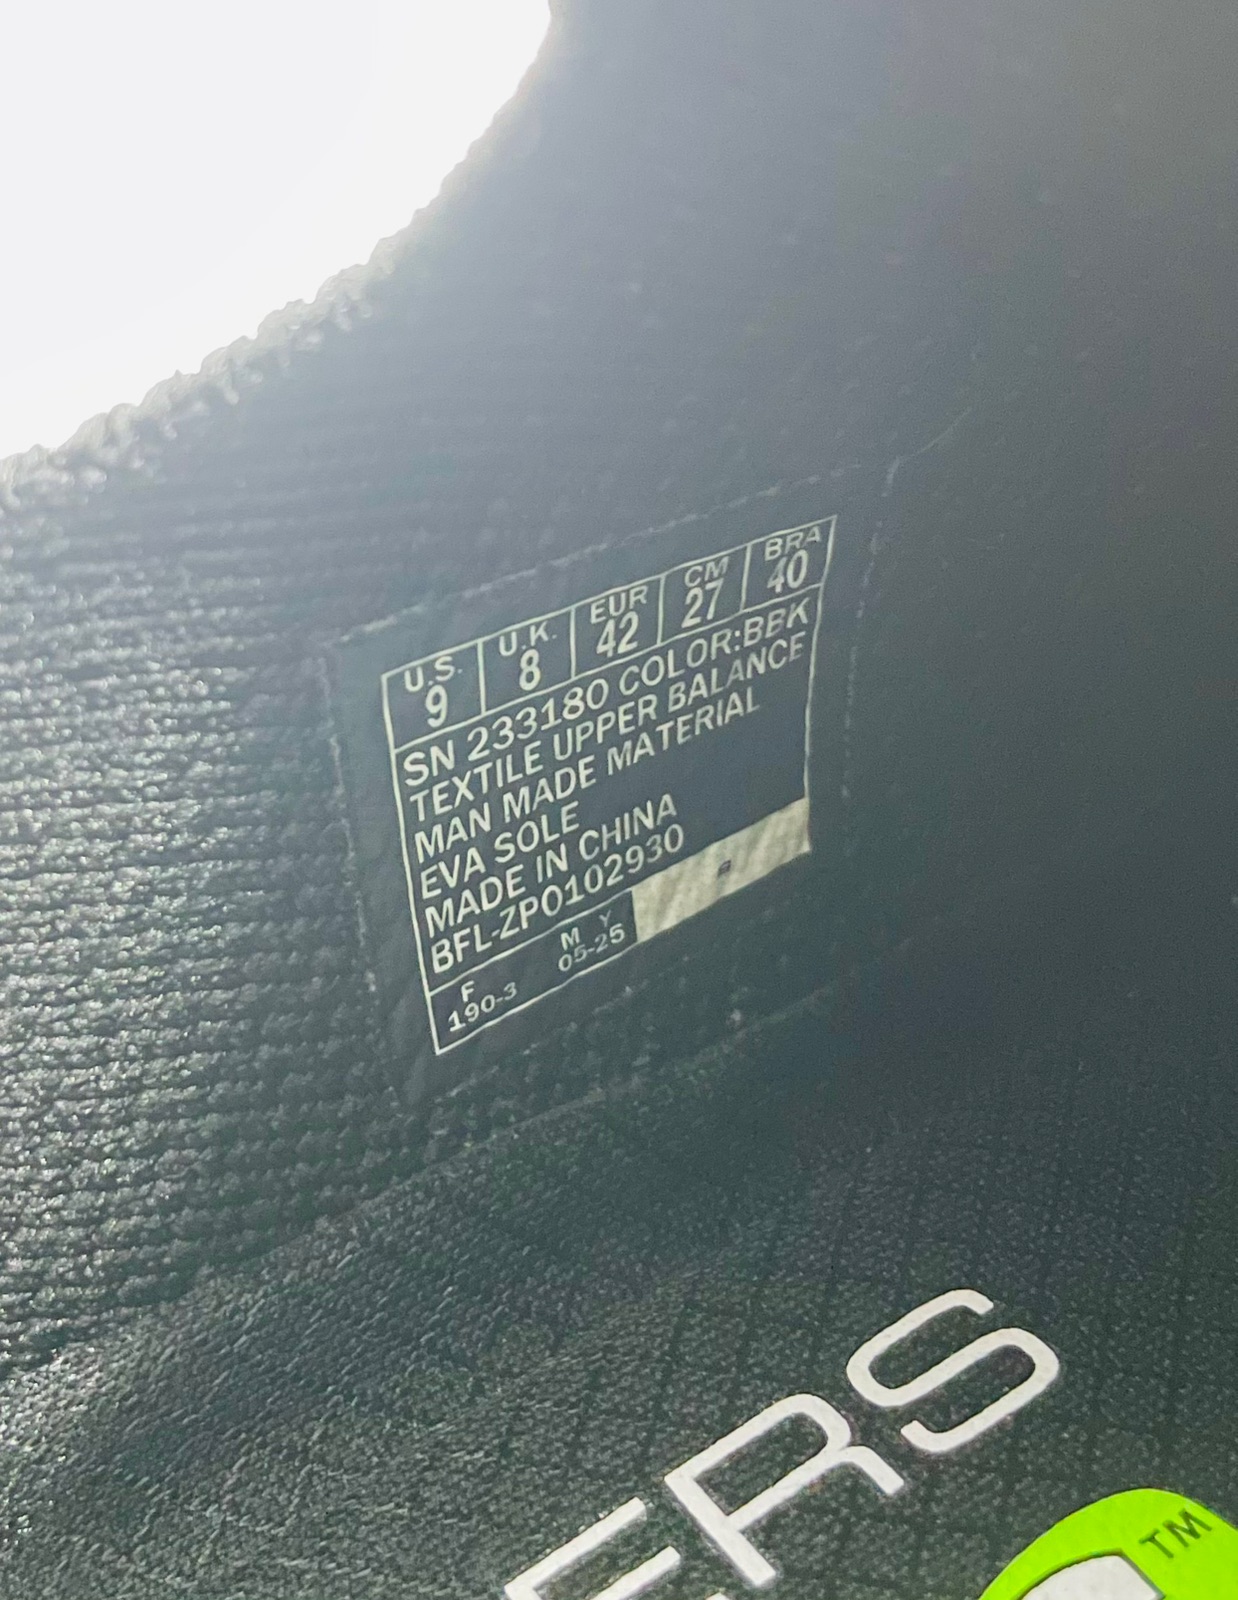 U.S. U.K. EUR CM BRA
9 8 42 27 40
SN 233180 COLOR:BBK
TEXTILE UPPER BALANCE
MAN MADE MATERIAL
EVA SOLE
MADE IN CHINA
BFL-ZPO102930
F M Y
190-3 05-25
ERS
TM